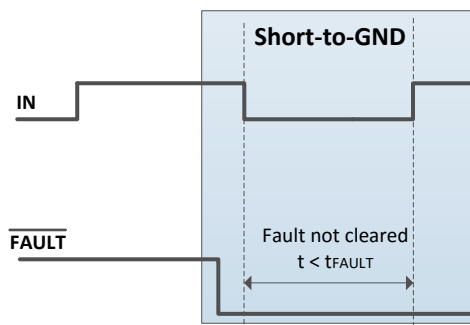 Short-to-GND
IN
FAULT
Fault not cleared
t < tFAULT